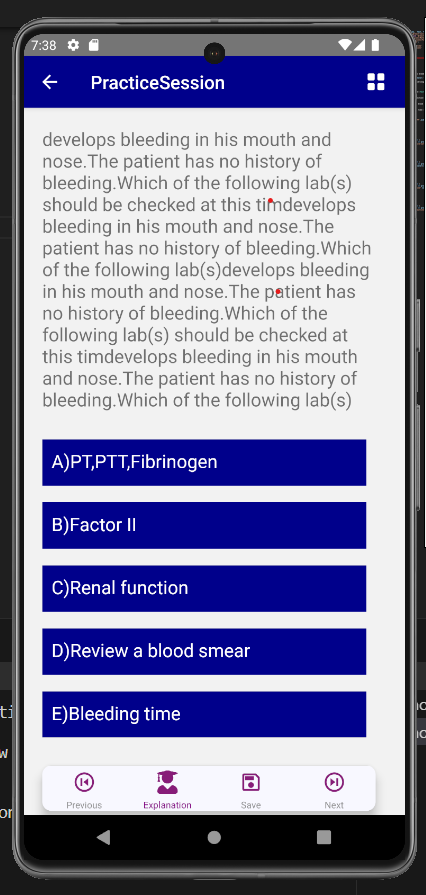 7:38
PracticeSession
develops bleeding in his mouth and
nose.The patient has no history of
bleeding.Which of the following lab(s)
should be checked at this timdevelops
bleeding in his mouth and nose.The
patient has no history of bleeding.Which
of the following lab(s)develops bleeding
in his mouth and nose.The patient has
no history of bleeding.Which of the
following lab(s) should be checked at
this timdevelops bleeding in his mouth
and nose.The patient has no history of
bleeding.Which of the following lab(s)
A)PT,PTT,Fibrinogen
B)Factor II
C)Renal function
D)Review a blood smear
E)Bleeding time
Previous Explanation Save Next